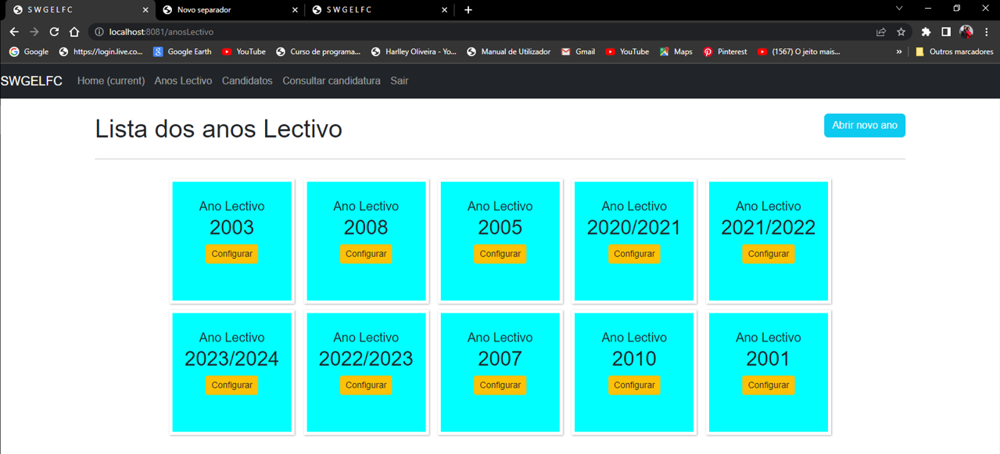 S W G E L F C
Novo separador
S W G E L F C
localhost:8081/anosLectivo
Google
https://login.live.co...
Google Earth
YouTube
Curso de programa...
Harlley Oliveira - Yo...
Manual de Utilizador
Gmail
YouTube
Maps
Pinterest
(1567) O jeito mais...
»
Outros marcadores
SWGELFC
Home (current)
Anos Lectivo
Candidatos
Consultar candidatura
Sair
Lista dos anos Lectivo
Abrir novo ano
Ano Lectivo
2003
Configurar
Ano Lectivo
2008
Configurar
Ano Lectivo
2005
Configurar
Ano Lectivo
2020/2021
Configurar
Ano Lectivo
2021/2022
Configurar
Ano Lectivo
2023/2024
Configurar
Ano Lectivo
2022/2023
Configurar
Ano Lectivo
2007
Configurar
Ano Lectivo
2010
Configurar
Ano Lectivo
2001
Configurar